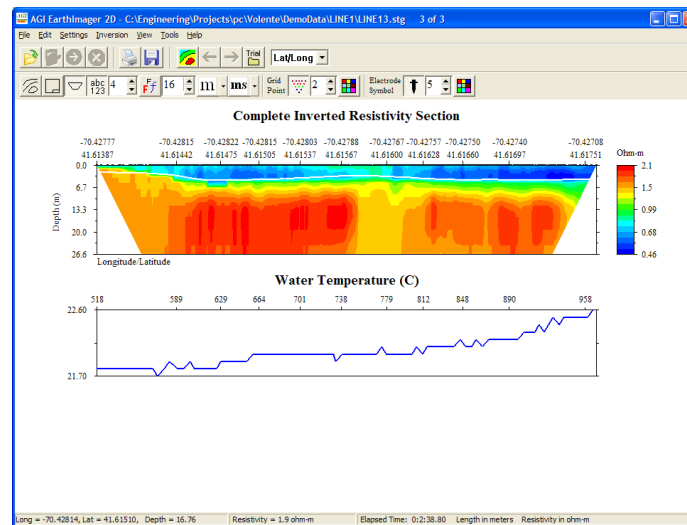 AGI EarthImager 2D - C:\Engineering\Projects\pc\Volente\DemoData\LINE1\LINE13.stg 3 of 3
File Edit Settings Inversion View Tools Help
Trial Lat/Long
abc 123 4 F f 16 m ms Grid Point 2 Electrode Symbol 5
Complete Inverted Resistivity Section
-70.42777 -70.42815 -70.42822 -70.42815 -70.42803 -70.42788 -70.42767 -70.42757 -70.42750 -70.42740 -70.42708
41.61387 41.61442 41.61475 41.61505 41.61537 41.61567 41.61600 41.61628 41.61660 41.61697 41.61751
Ohm-m
0.0 2.1
6.7 1.5
13.3 0.99
20.0 0.68
26.6 0.46
Depth (m)
Longitude/Latitude
Water Temperature (C)
518 589 629 664 701 738 779 812 848 890 958
22.60
21.70
Long = -70.42814, Lat = 41.61510, Depth = 16.76 Resistivity = 1.9 ohm-m Elapsed Time: 0:2:38.80 Length in meters Resistivity in ohm-m